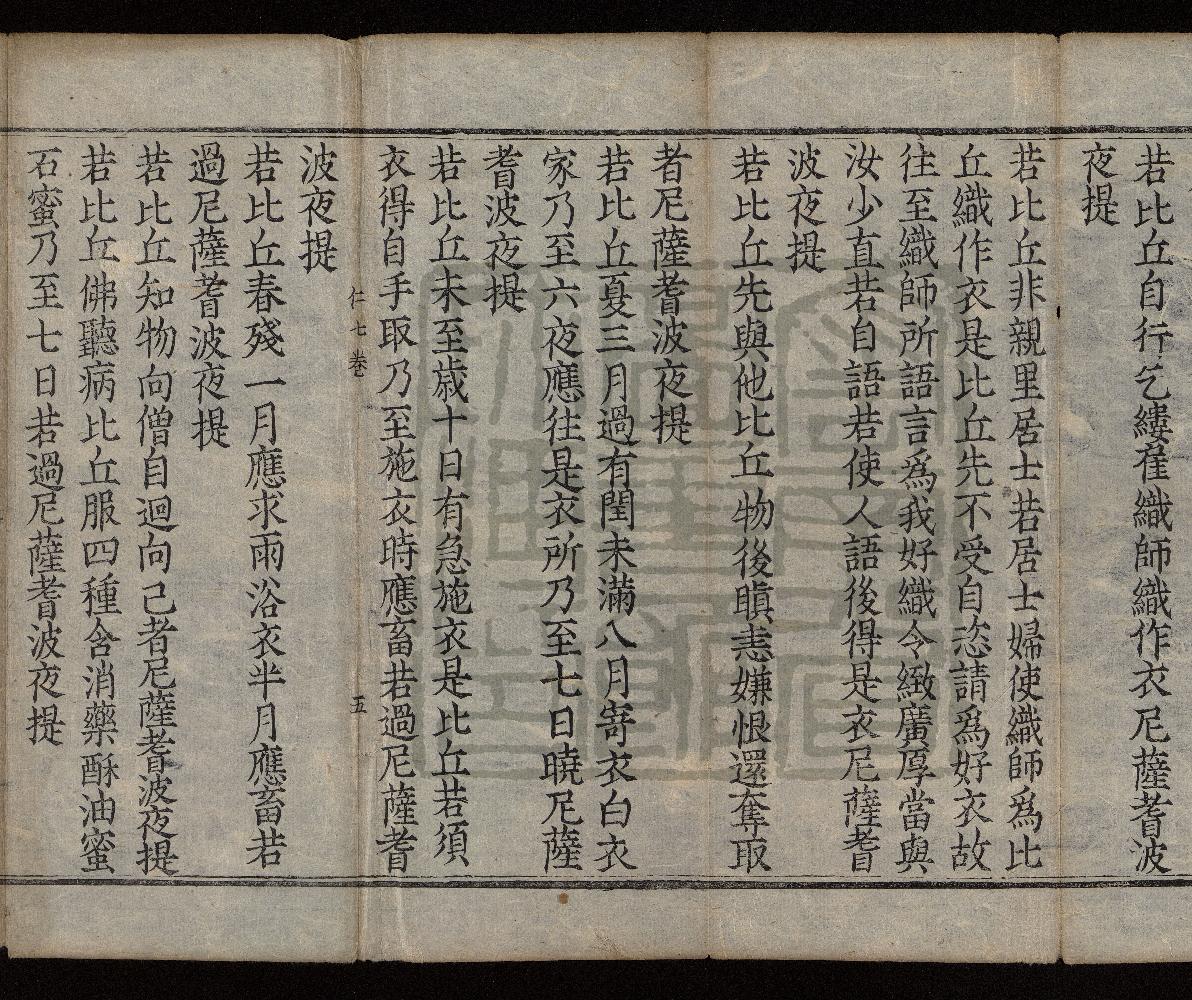 若比丘自行乞縷雇織師織作衣尼薩耆波
夜提
若比丘非親里居士若居士婦使織師為比
丘織作衣是比丘先不受自恣請為好衣故
往至織師所語言為我好織令緻廣厚當與
汝少直若自語若使人語後得是衣尼薩耆
波夜提
若比丘先與他比丘物後瞋恚嫌恨還奪取
者尼薩耆波夜提
若比丘夏三月過有閏未滿八月寄衣白衣
家乃至六夜應往是衣所乃至七日曉尼薩
耆波夜提
若比丘未至歲十日有急施衣是比丘若須
衣得自手取乃至施衣時應畜若過尼薩耆
仁七卷 五
波夜提
若比丘春殘一月應求雨浴衣半月應畜若
過尼薩耆波夜提
若比丘知物向僧自迴向己者尼薩耆波夜提
若比丘佛聽病比丘服四種含消藥酥油蜜
石蜜乃至七日若過尼薩耆波夜提